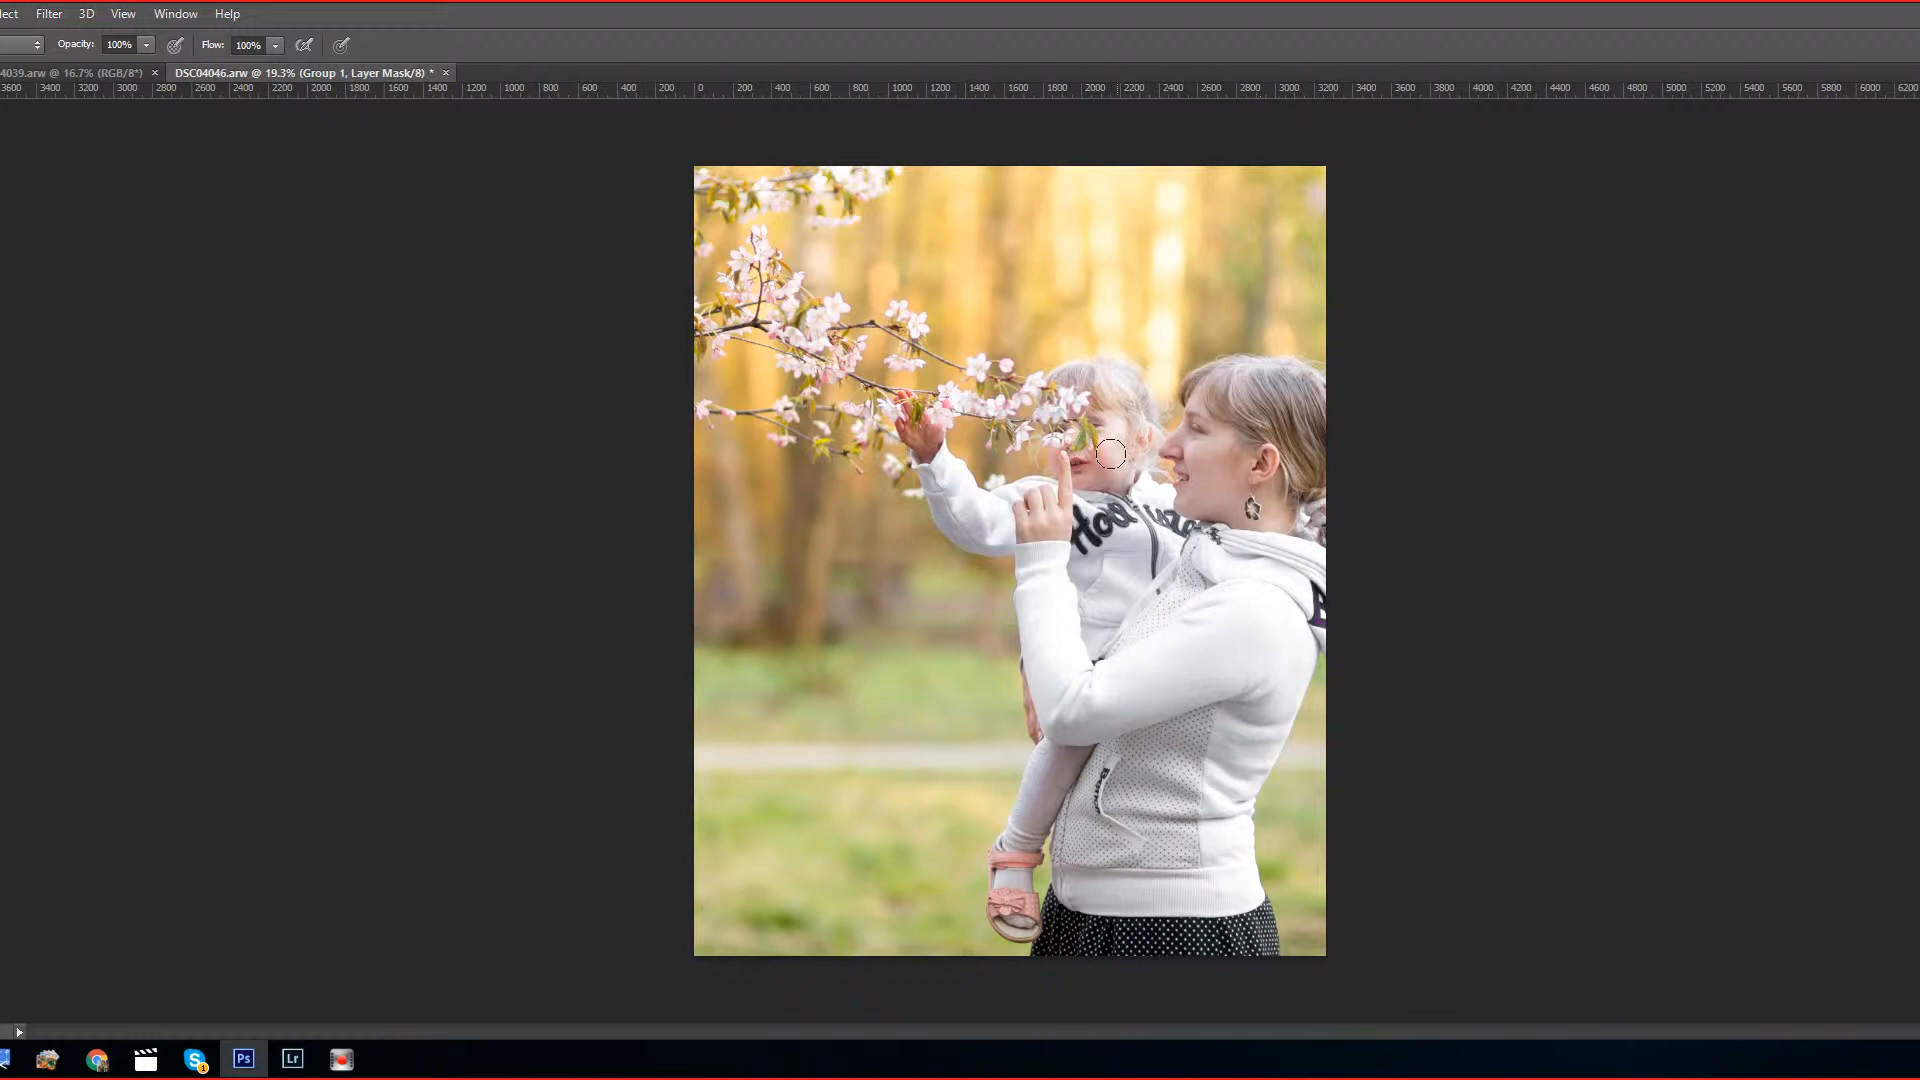 lect Filter 3D View Window Help
Opacity: 100% Flow: 100%
4039.arw @ 16.7% (RGB/8*) × DSC04046.arw @ 19.3% (Group 1, Layer Mask/8) * ×
3600 3400 3200 3000 2800 2600 2400 2200 2000 1800 1600 1400 1200 1000 800 600 400 200 0 200 400 600 800 1000 1200 1400 1600 1800 2000 2200 2400 2600 2800 3000 3200 3400 3600 3800 4000 4200 4400 4600 4800 5000 5200 5400 5600 5800 6000 6200
S 1 Ps Lr